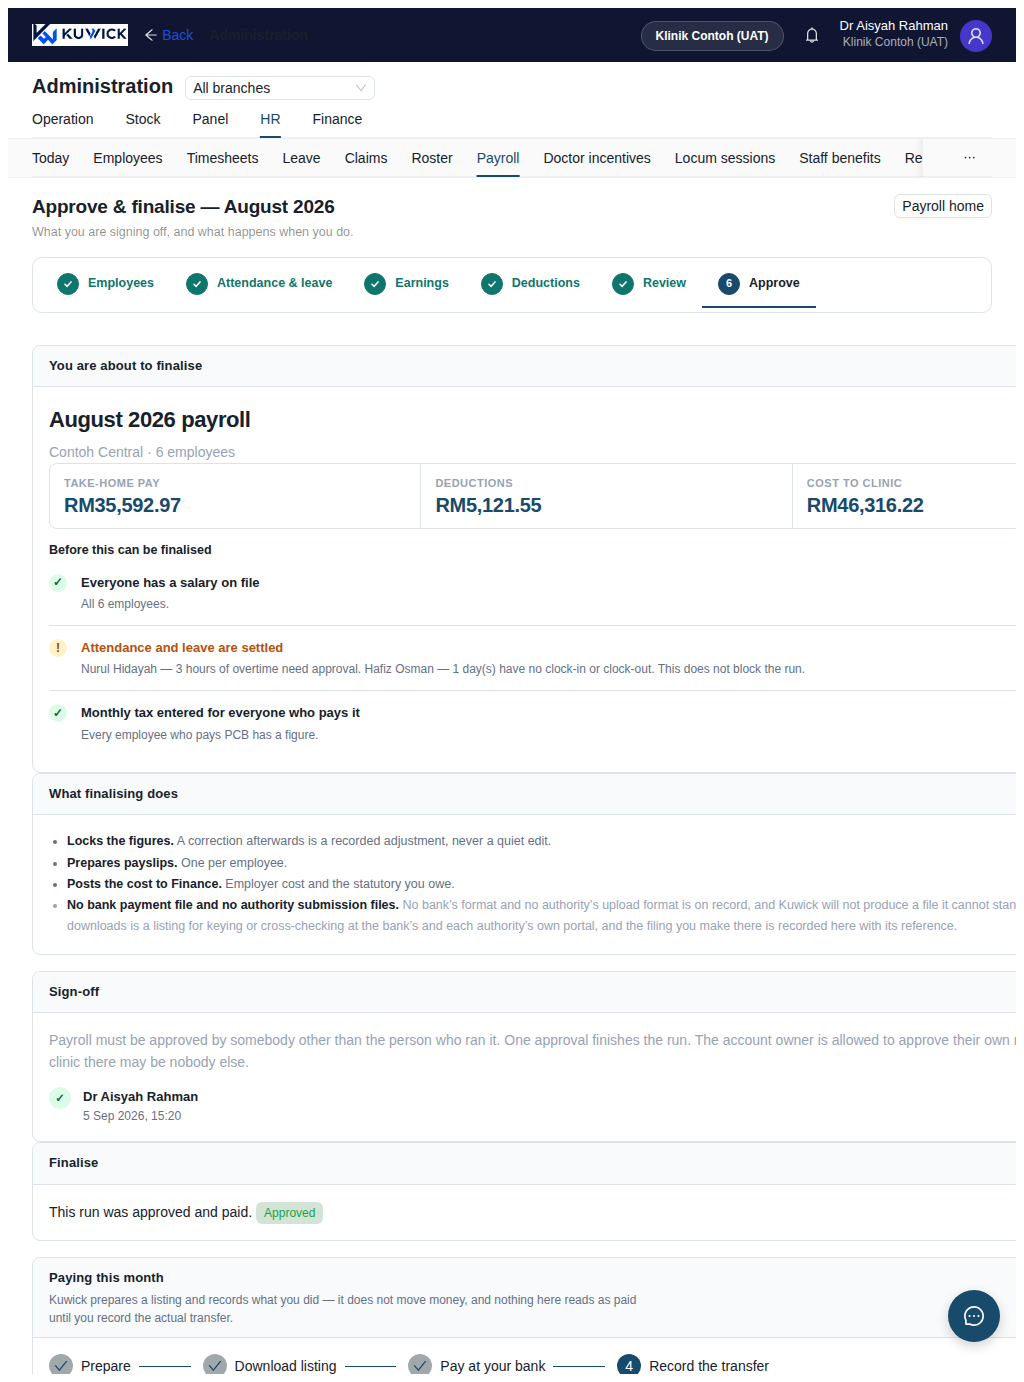 KUVVICK
Back
Administration
Klinik Contoh (UAT)
Dr Aisyah Rahman
Klinik Contoh (UAT)
Administration
All branches
Operation Stock Panel HR Finance
Today Employees Timesheets Leave Claims Roster Payroll Doctor incentives Locum sessions Staff benefits Re ···
Approve & finalise — August 2026
Payroll home
What you are signing off, and what happens when you do.
Employees Attendance & leave Earnings Deductions Review 6 Approve
You are about to finalise
August 2026 payroll
Contoh Central · 6 employees
TAKE-HOME PAY DEDUCTIONS COST TO CLINIC
RM35,592.97 RM5,121.55 RM46,316.22
Before this can be finalised
Everyone has a salary on file
All 6 employees.
! Attendance and leave are settled
Nurul Hidayah — 3 hours of overtime need approval. Hafiz Osman — 1 day(s) have no clock-in or clock-out. This does not block the run.
Monthly tax entered for everyone who pays it
Every employee who pays PCB has a figure.
What finalising does
Locks the figures. A correction afterwards is a recorded adjustment, never a quiet edit.
Prepares payslips. One per employee.
Posts the cost to Finance. Employer cost and the statutory you owe.
No bank payment file and no authority submission files. No bank's format and no authority's upload format is on record, and Kuwick will not produce a file it cannot stan
downloads is a listing for keying or cross-checking at the bank's and each authority's own portal, and the filing you make there is recorded here with its reference.
Sign-off
Payroll must be approved by somebody other than the person who ran it. One approval finishes the run. The account owner is allowed to approve their own
clinic there may be nobody else.
Dr Aisyah Rahman
5 Sep 2026, 15:20
Finalise
This run was approved and paid. Approved
Paying this month
Kuwick prepares a listing and records what you did — it does not move money, and nothing here reads as paid
until you record the actual transfer.
Prepare Download listing Pay at your bank 4 Record the transfer